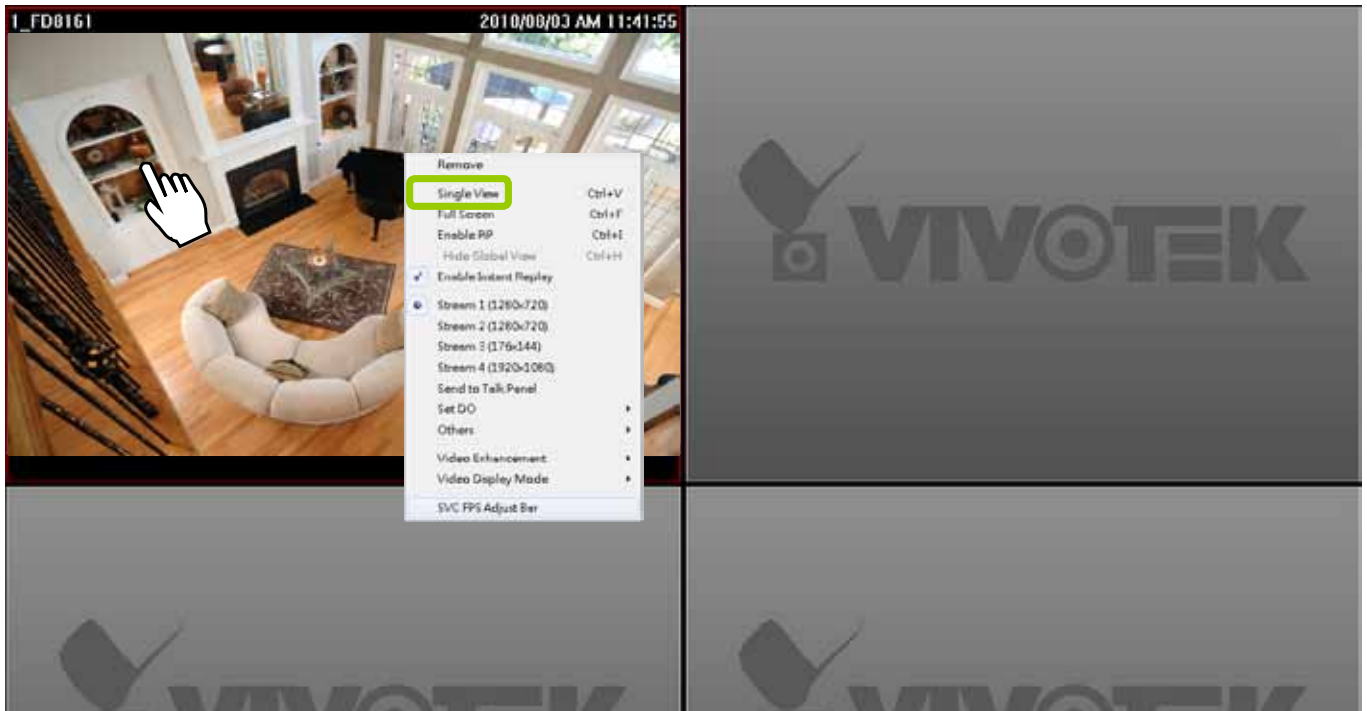 1_FD8161
2010/08/03 AM 11:41:55
Remove
Single View Ctrl+V
Full Screen Ctrl+F
Enable PiP Ctrl+I
Hide Global View Ctrl+H
Enable Instant Replay
Stream 1 (1280x720)
Stream 2 (1280x720)
Stream 3 (176x144)
Stream 4 (1920x1080)
Send to Talk Panel
Set DO
Others
Video Enhancement
Video Display Mode
SVC FPS Adjust Bar
VIVOTEK
VIVOTEK
VIVOTEK